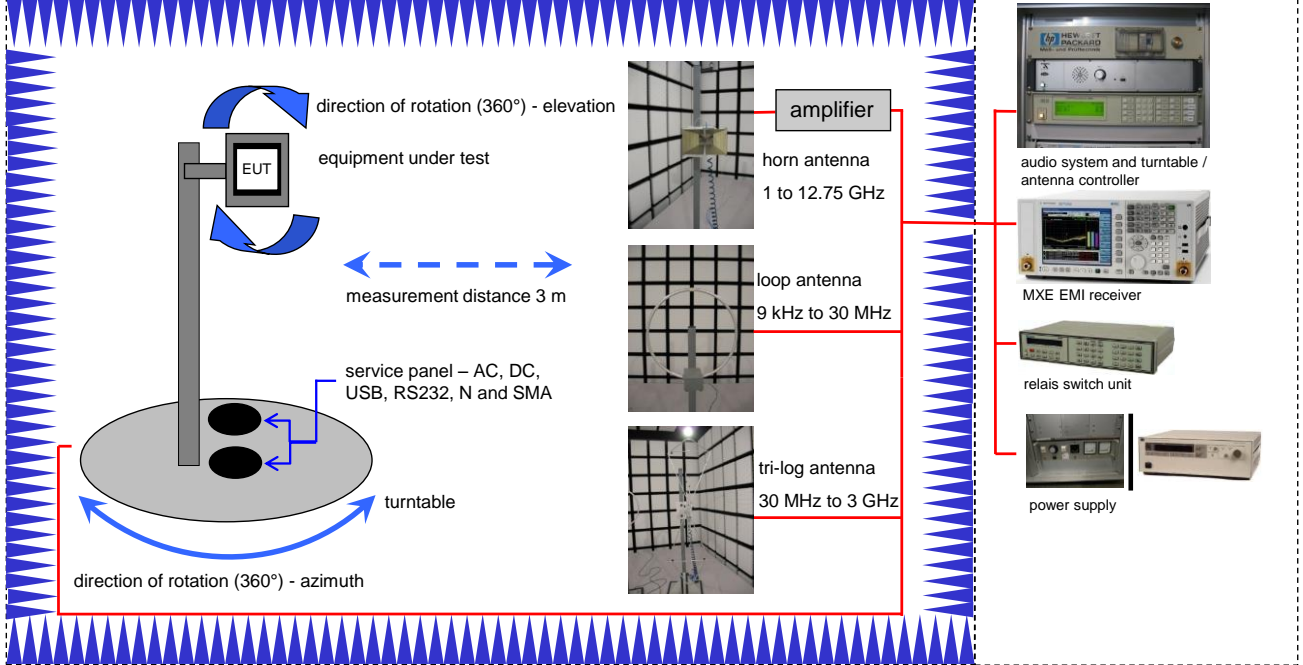 direction of rotation (360°) - elevation
equipment under test
EUT
measurement distance 3 m
service panel – AC, DC,
USB, RS232, N and SMA
turntable
direction of rotation (360°) - azimuth
amplifier
horn antenna
1 to 12.75 GHz
loop antenna
9 kHz to 30 MHz
tri-log antenna
30 MHz to 3 GHz
hp HEWLETT
PACKARD
audio system and turntable /
antenna controller
MXE EMI receiver
relais switch unit
power supply